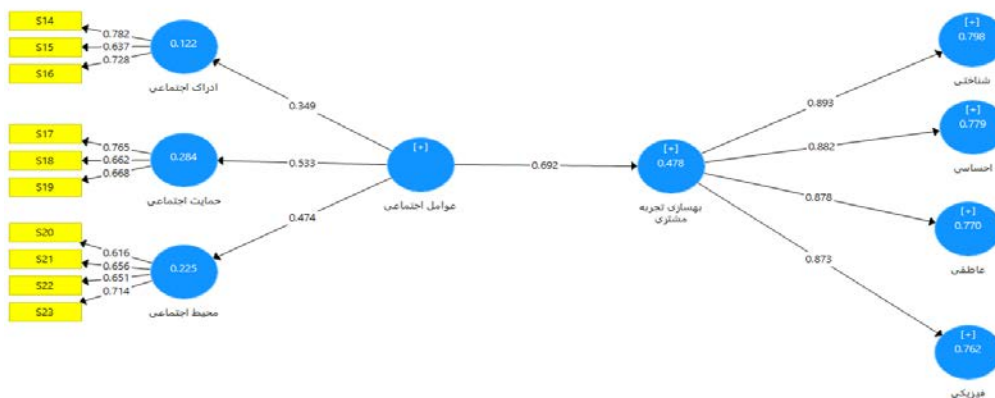 S14
S15
S16
0.782
0.637
0.728
0.122
ادراک اجتماعی
0.349
S17
S18
S19
0.765
0.662
0.668
0.284
حمایت اجتماعی
0.533
S20
S21
S22
S23
0.616
0.656
0.651
0.714
0.225
محیط اجتماعی
0.474
[+]
عوامل اجتماعی
0.692
[+]
0.478
بهسازی تجربه
مشتری
0.893
[+]
0.798
شناختی
0.882
[+]
0.779
احساسی
0.878
[+]
0.770
عاطفی
0.873
[+]
0.762
فیزیکی